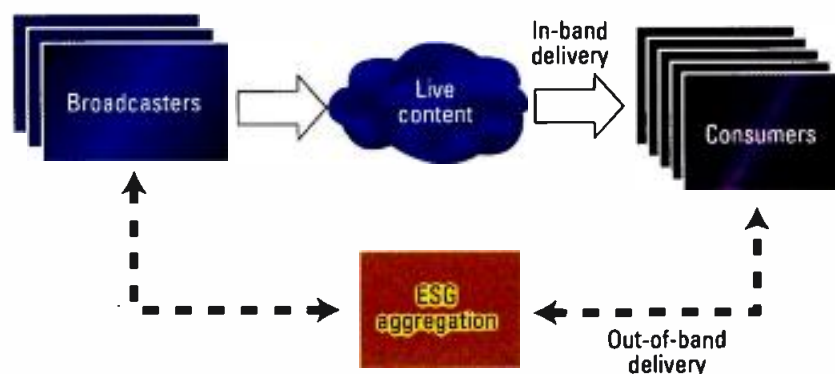 In-band
delivery
Broadcasters
Live
content
Consumers
ESG
aggregation
Out-of-band
delivery